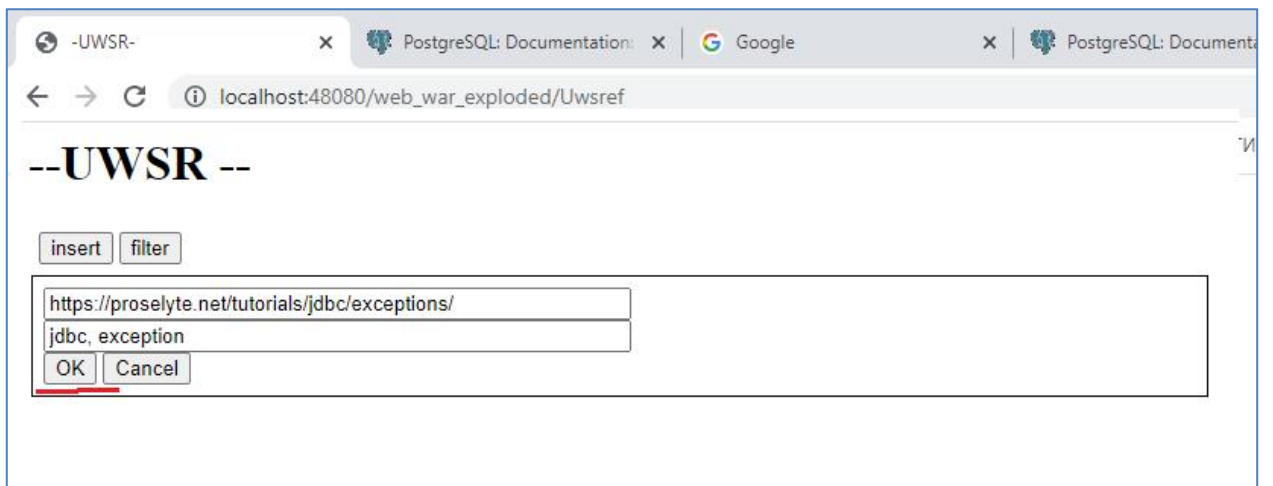 -UWSR-
PostgreSQL: Documentation:
Google
PostgreSQL: Documenta
localhost:48080/web_war_exploded/Uwsref
--UWSR --
insert filter
https://proselyte.net/tutorials/jdbc/exceptions/
jdbc, exception
OK Cancel